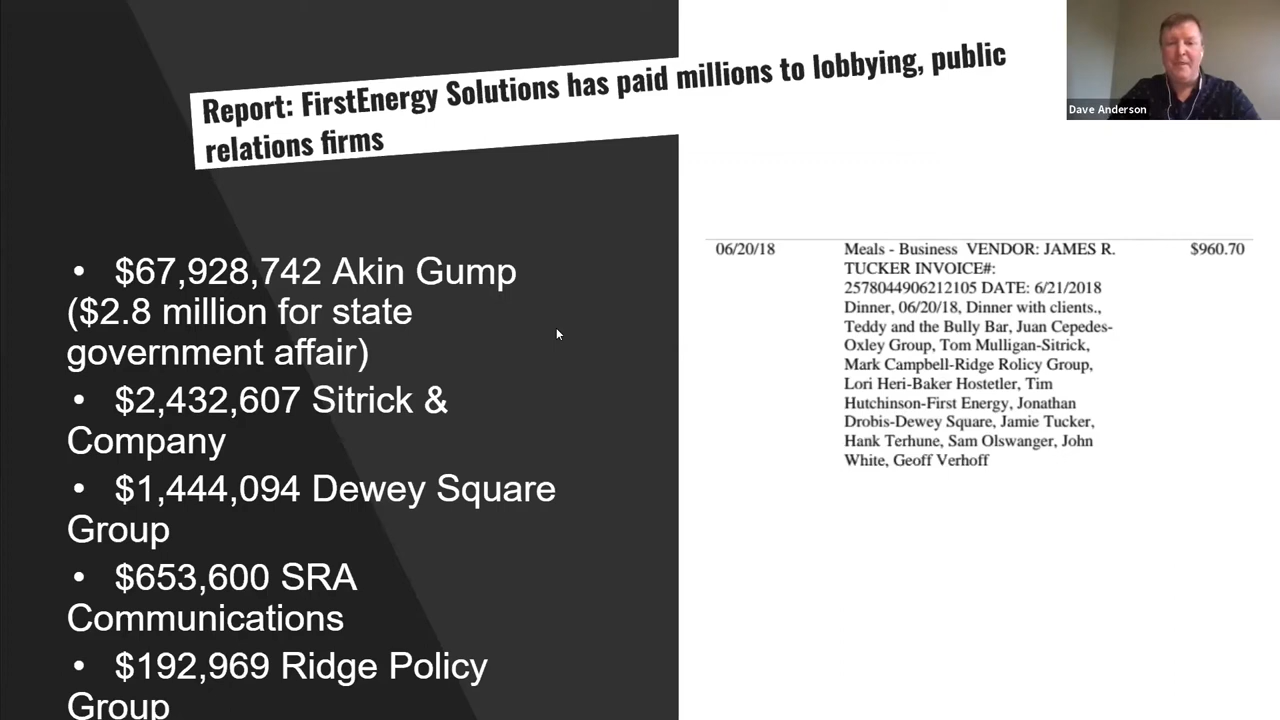 Report: FirstEnergy Solutions has paid millions to lobbying, public
relations firms
Dave Anderson
• $67,928,742 Akin Gump
($2.8 million for state
government affair)
• $2,432,607 Sitrick &
Company
• $1,444,094 Dewey Square
Group
• $653,600 SRA
Communications
• $192,969 Ridge Policy
Group
06/20/18 Meals - Business VENDOR: JAMES R. $960.70
TUCKER INVOICE#:
2578044906212105 DATE: 6/21/2018
Dinner, 06/20/18, Dinner with clients.,
Teddy and the Bully Bar, Juan Cepedes-
Oxley Group, Tom Mulligan-Sitrick,
Mark Campbell-Ridge Rolicy Group,
Lori Heri-Baker Hostetler, Tim
Hutchinson-First Energy, Jonathan
Drobis-Dewey Square, Jamie Tucker,
Hank Terhune, Sam Olswanger, John
White, Geoff Verhoff